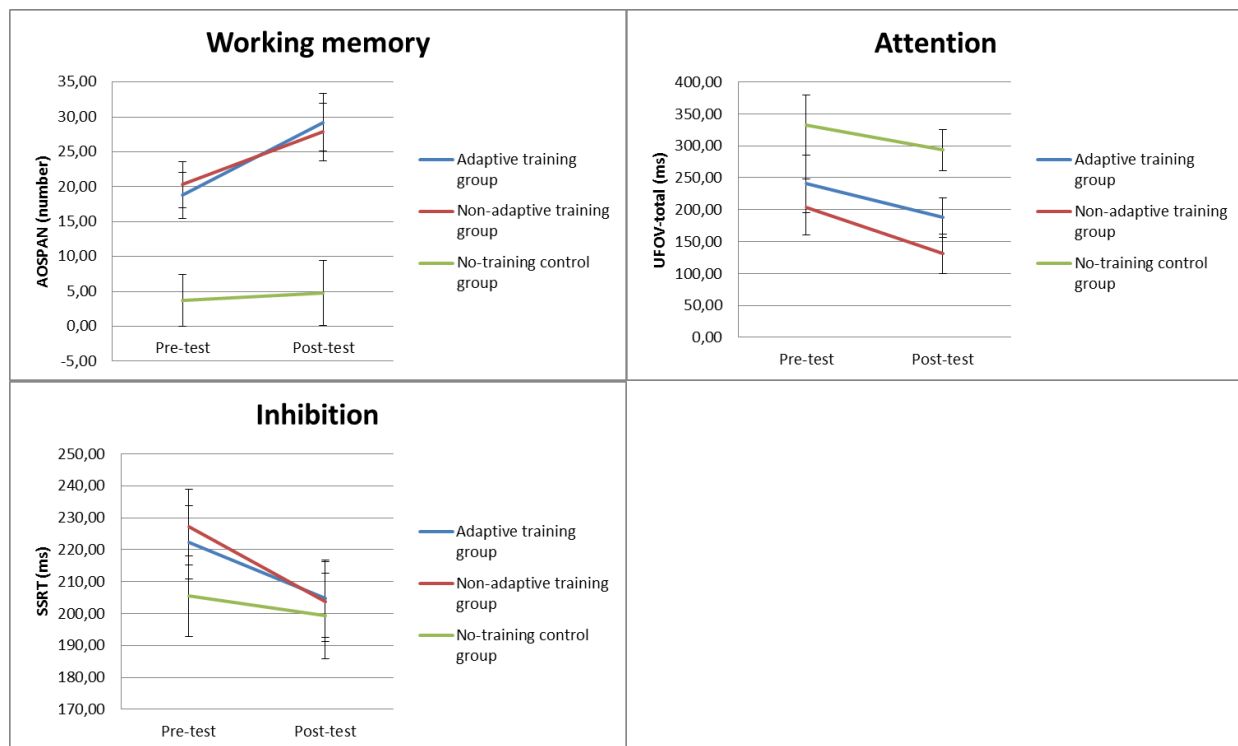 Working memory
AOSPAN (number)
35,00
30,00
25,00
20,00
15,00
10,00
5,00
0,00
-5,00
Pre-test
Post-test
Adaptive training
group
Non-adaptive training
group
No-training control
group
Attention
UFOV-total (ms)
400,00
350,00
300,00
250,00
200,00
150,00
100,00
50,00
0,00
Pre-test
Post-test
Adaptive training
group
Non-adaptive training
group
No-training control
group
Inhibition
SSRT (ms)
250,00
240,00
230,00
220,00
210,00
200,00
190,00
180,00
170,00
Pre-test
Post-test
Adaptive training
group
Non-adaptive training
group
No-training control
group